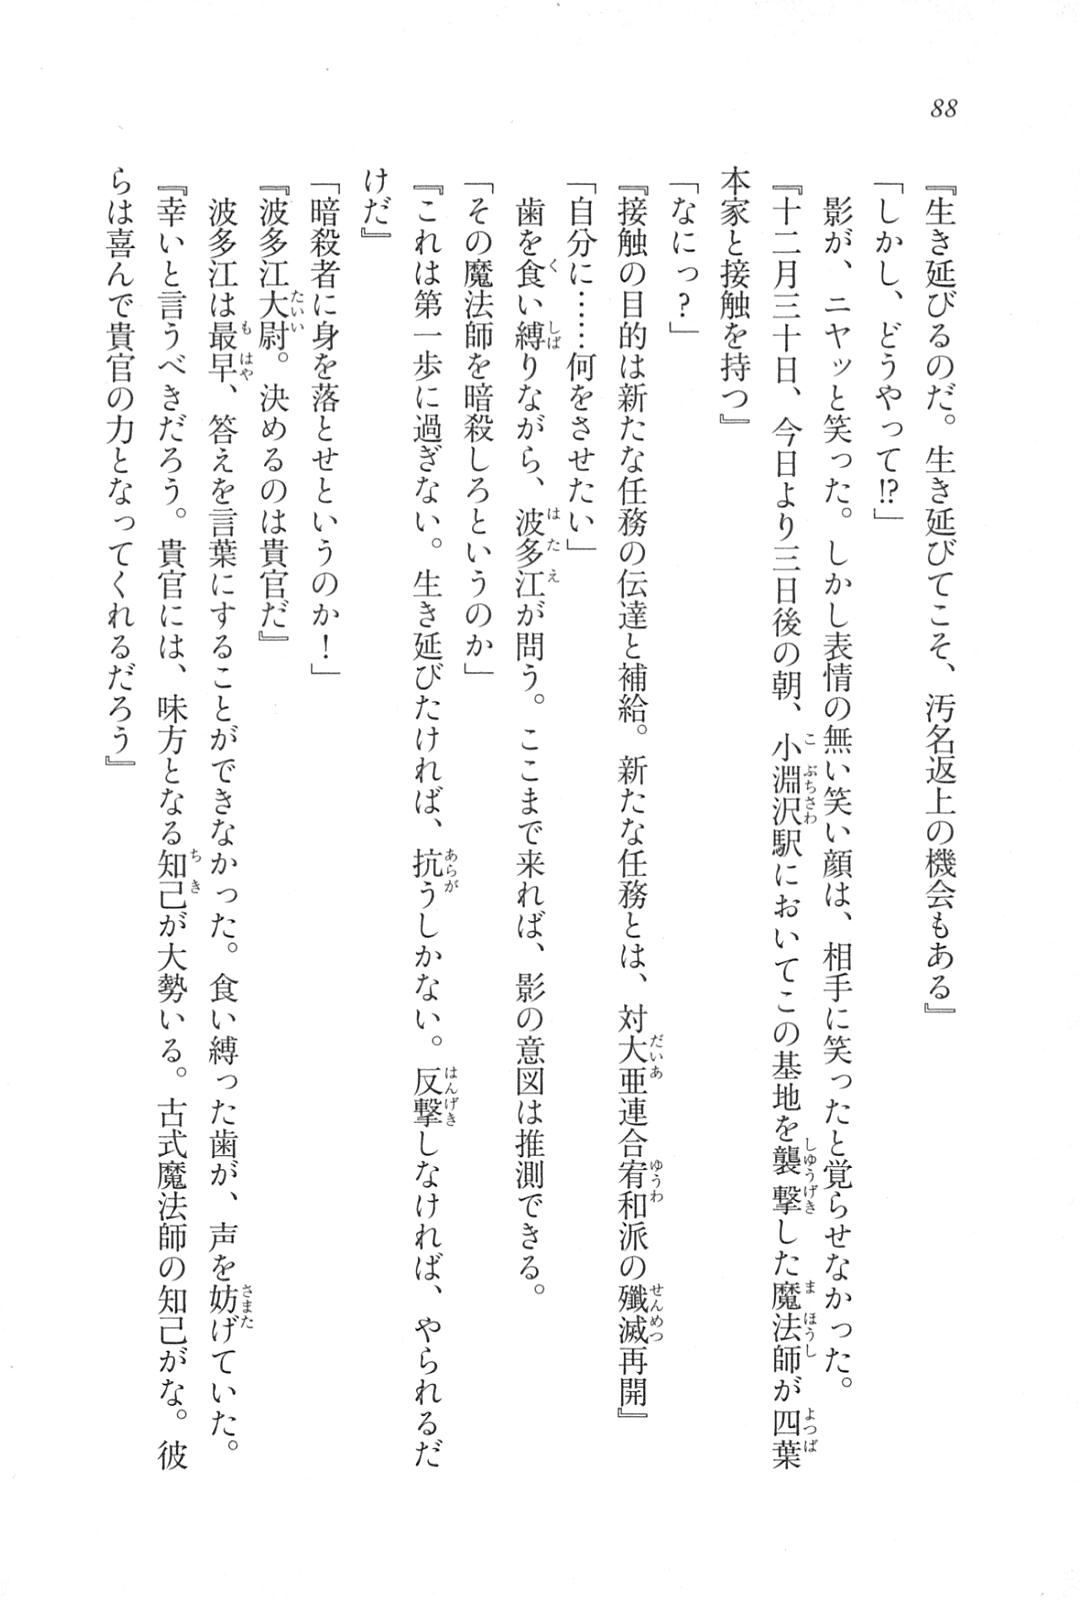 88
『生き延びるのだ。生き延びてこそ、汚名返上の機会もある』
「しかし、どうやって!?」
影が、ニヤッと笑った。しかし表情の無い笑い顔は、相手に笑ったと覚らせなかった。
『十二月三十日、今日より三日後の朝、小淵沢駅においてこの基地を襲撃した魔法師が四葉
本家と接触を持つ』
「なにっ？」
『接触の目的は新たな任務の伝達と補給。新たな任務とは、対大亜連合宥和派の殲滅再開』
「自分に……何をさせたい」
歯を食い縛りながら、波多江が問う。ここまで来れば、影の意図は推測できる。
「その魔法師を暗殺しろというのか」
『これは第一歩に過ぎない。生き延びたければ、抗うしかない。反撃しなければ、やられるだ
けだ』
「暗殺者に身を落とせというのか！」
『波多江大尉。決めるのは貴官だ』
波多江は最早、答えを言葉にすることができなかった。食い縛った歯が、声を妨げていた。
『幸いと言うべきだろう。貴官には、味方となる知己が大勢いる。古式魔法師の知己がな。彼
らは喜んで貴官の力となってくれるだろう』